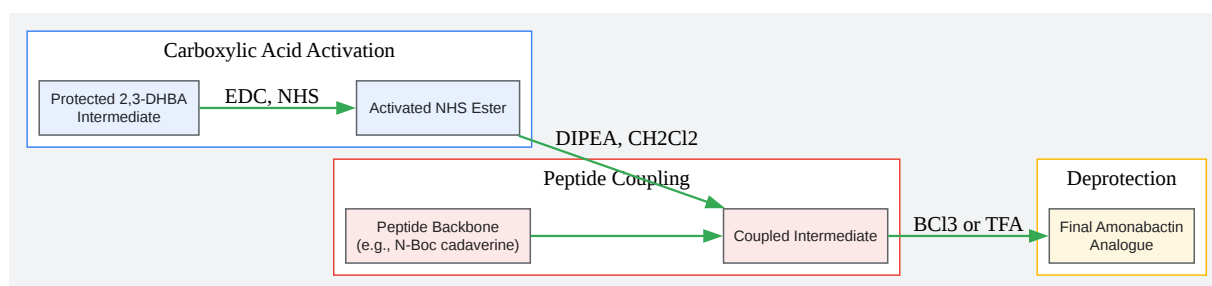 Carboxylic Acid Activation
Protected 2,3-DHBA
Intermediate
EDC, NHS
Activated NHS Ester
DIPEA, CH2Cl2
Peptide Coupling
Peptide Backbone
(e.g., N-Boc cadaverine)
Coupled Intermediate
BCl3 or TFA
Deprotection
Final Amonabactin
Analogue